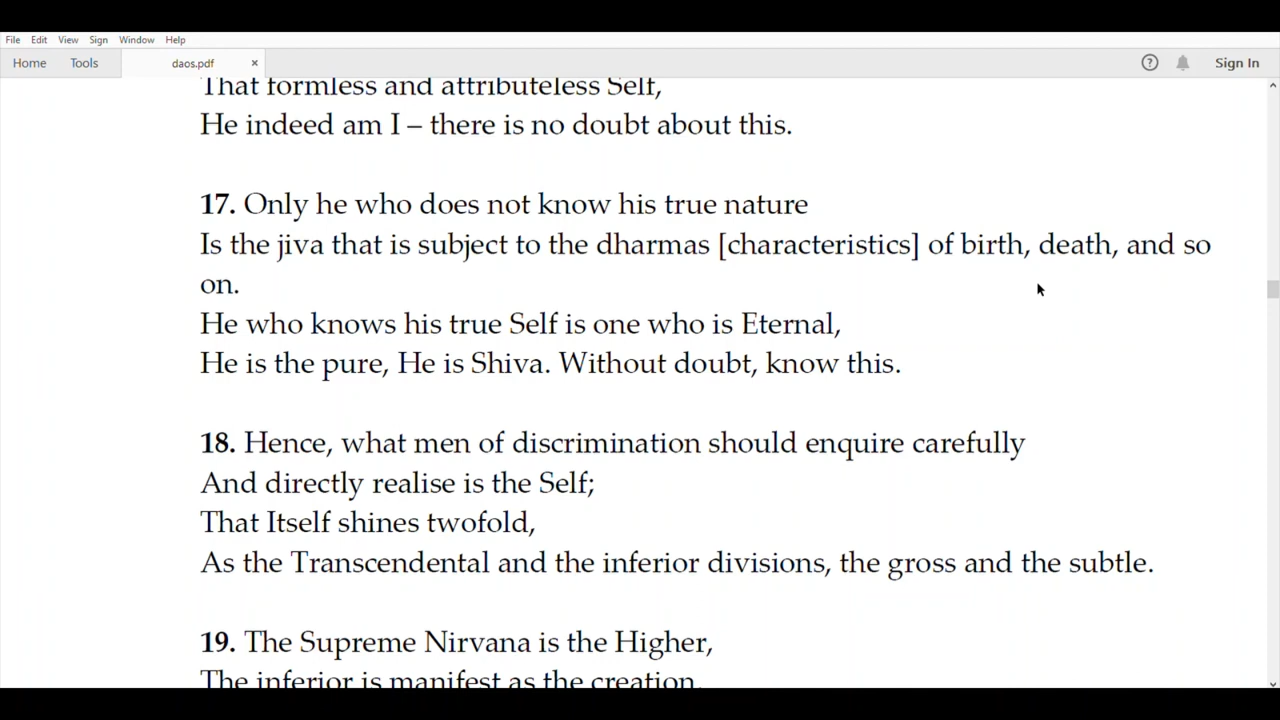 File Edit View Sign Window Help
Home Tools daos.pdf × ? Sign In
That formless and attributeless Self,
He indeed am I – there is no doubt about this.
17. Only he who does not know his true nature
Is the jiva that is subject to the dharmas [characteristics] of birth, death, and so
on.
He who knows his true Self is one who is Eternal,
He is the pure, He is Shiva. Without doubt, know this.
18. Hence, what men of discrimination should enquire carefully
And directly realise is the Self;
That Itself shines twofold,
As the Transcendental and the inferior divisions, the gross and the subtle.
19. The Supreme Nirvana is the Higher,
The inferior is manifest as the creation.